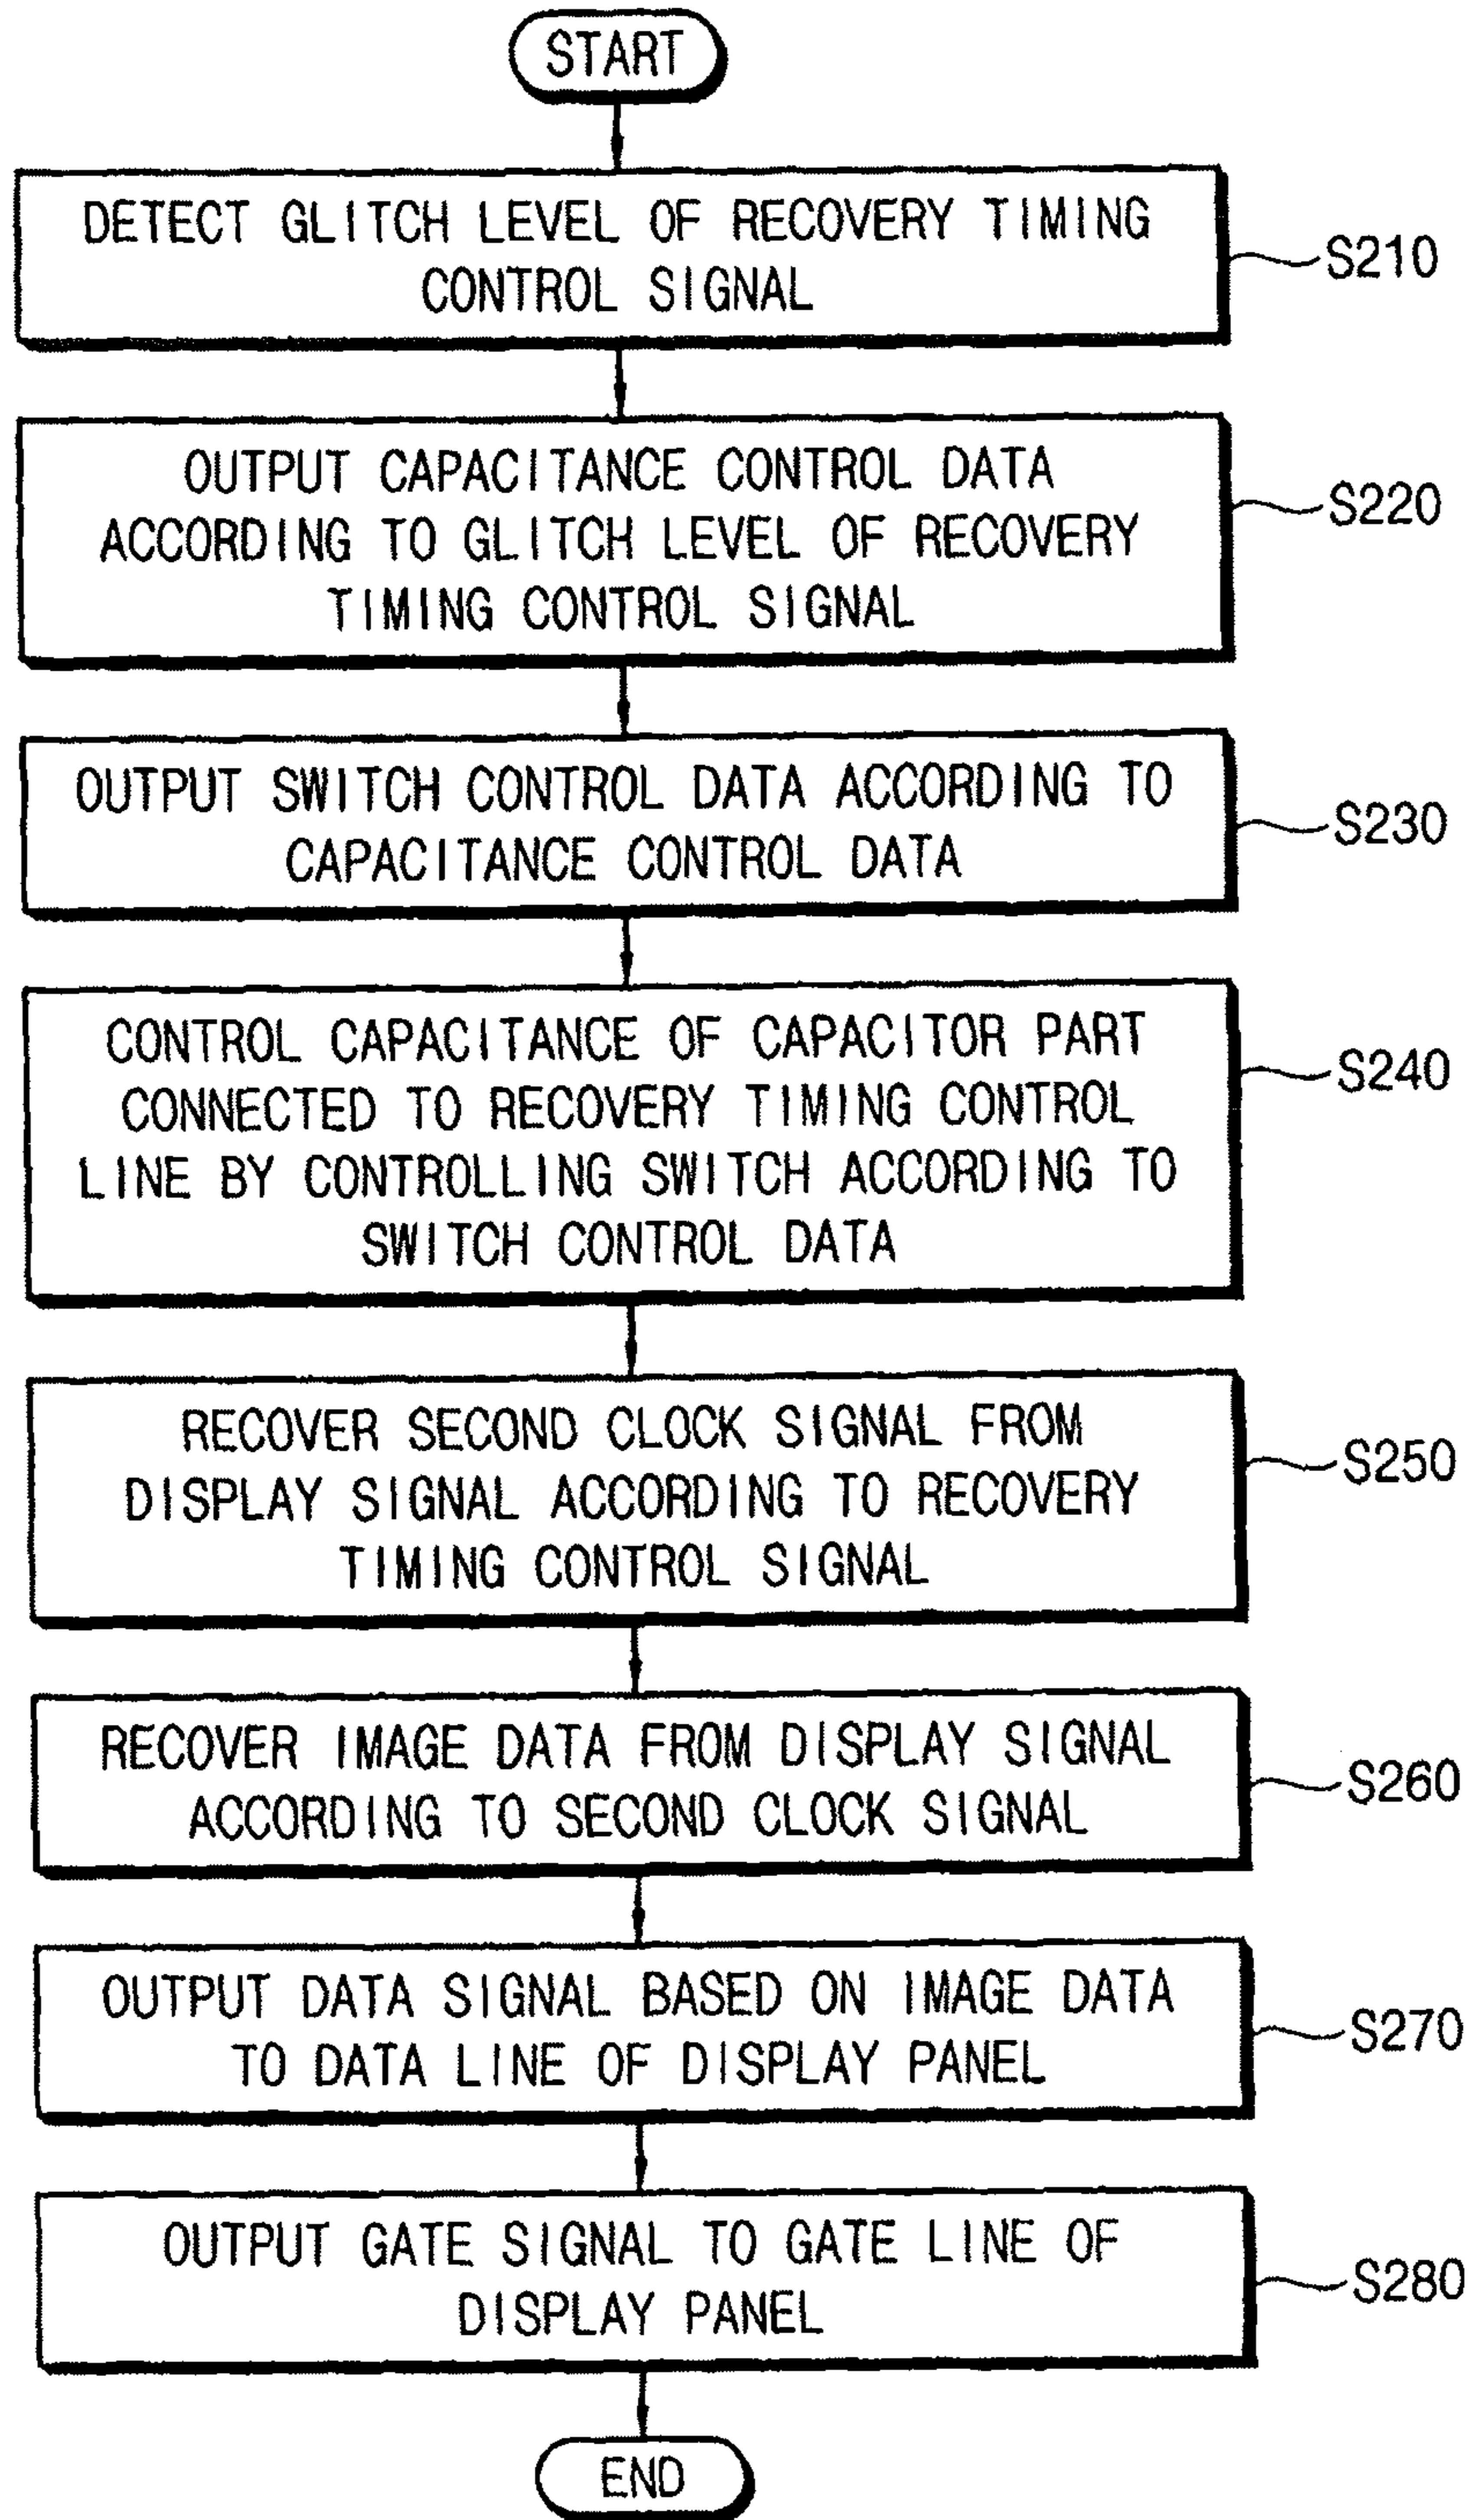 START
DETECT GLITCH LEVEL OF RECOVERY TIMING
CONTROL SIGNAL
S210
OUTPUT CAPACITANCE CONTROL DATA
ACCORDING TO GLITCH LEVEL OF RECOVERY
TIMING CONTROL SIGNAL
S220
OUTPUT SWITCH CONTROL DATA ACCORDING TO
CAPACITANCE CONTROL DATA
S230
CONTROL CAPACITANCE OF CAPACITOR PART
CONNECTED TO RECOVERY TIMING CONTROL
LINE BY CONTROLLING SWITCH ACCORDING TO
SWITCH CONTROL DATA
S240
RECOVER SECOND CLOCK SIGNAL FROM
DISPLAY SIGNAL ACCORDING TO RECOVERY
TIMING CONTROL SIGNAL
S250
RECOVER IMAGE DATA FROM DISPLAY SIGNAL
ACCORDING TO SECOND CLOCK SIGNAL
S260
OUTPUT DATA SIGNAL BASED ON IMAGE DATA
TO DATA LINE OF DISPLAY PANEL
S270
OUTPUT GATE SIGNAL TO GATE LINE OF
DISPLAY PANEL
S280
END